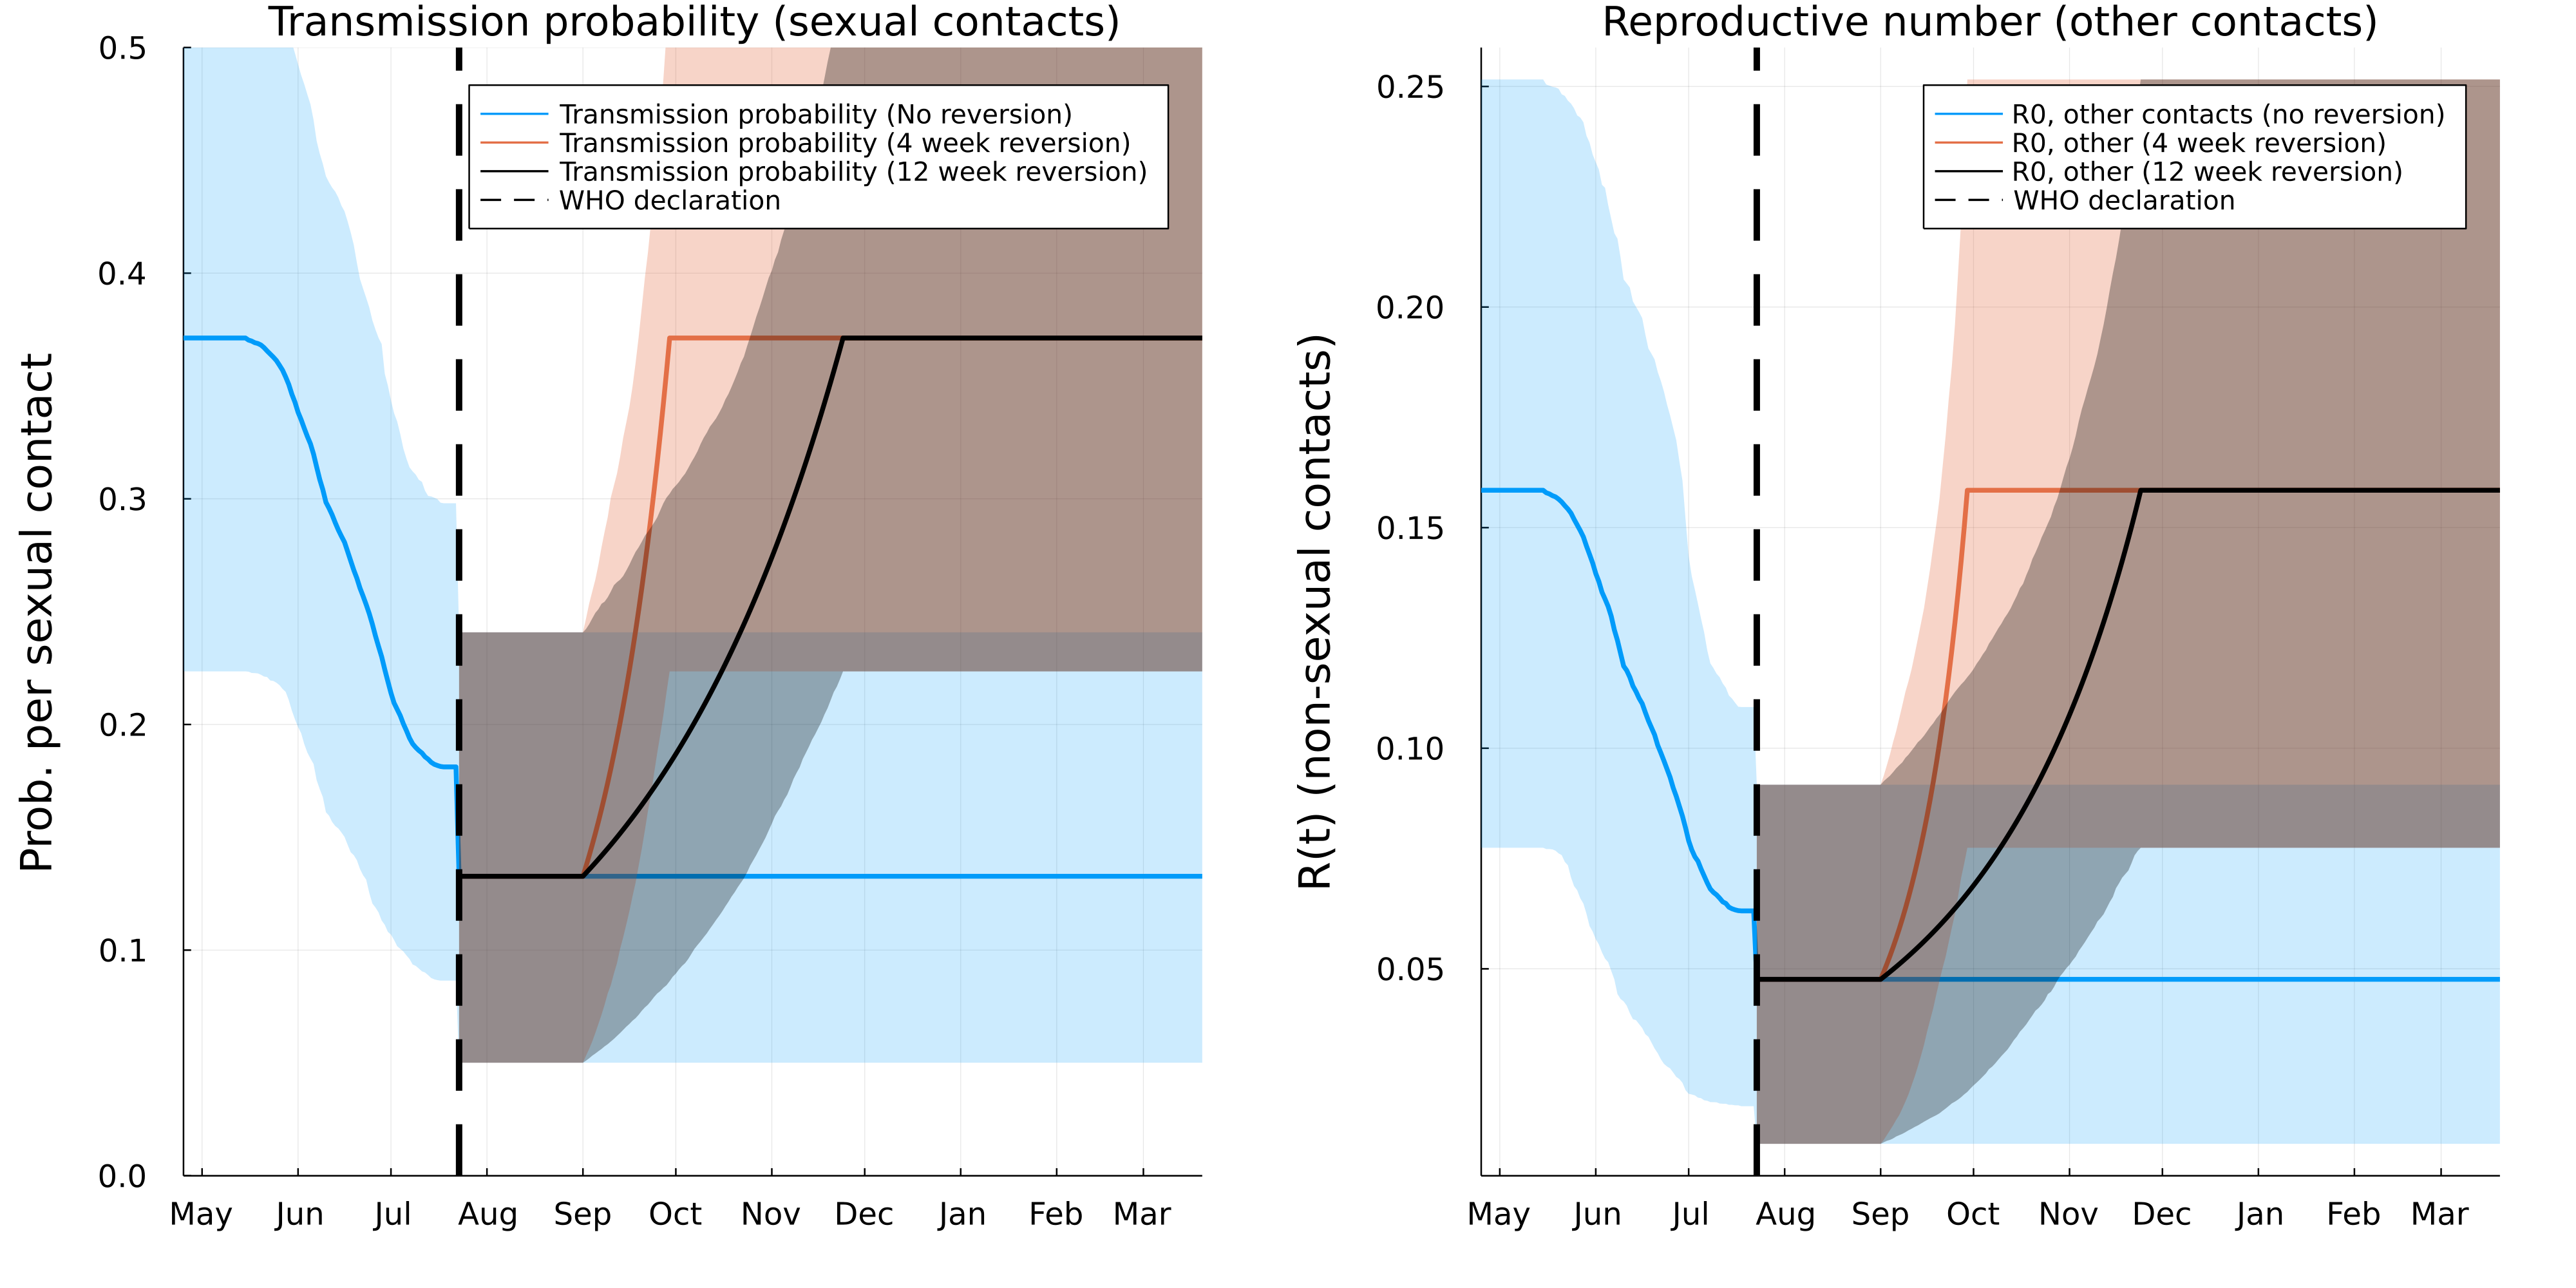 Transmission probability (sexual contacts)
Prob. per sexual contact
0.5
0.4
0.3
0.2
0.1
0.0
Transmission probability (No reversion)
Transmission probability (4 week reversion)
Transmission probability (12 week reversion)
WHO declaration
May Jun Jul Aug Sep Oct Nov Dec Jan Feb Mar
Reproductive number (other contacts)
R(t) (non-sexual contacts)
0.25
0.20
0.15
0.10
0.05
R0, other contacts (no reversion)
R0, other (4 week reversion)
R0, other (12 week reversion)
WHO declaration
May Jun Jul Aug Sep Oct Nov Dec Jan Feb Mar